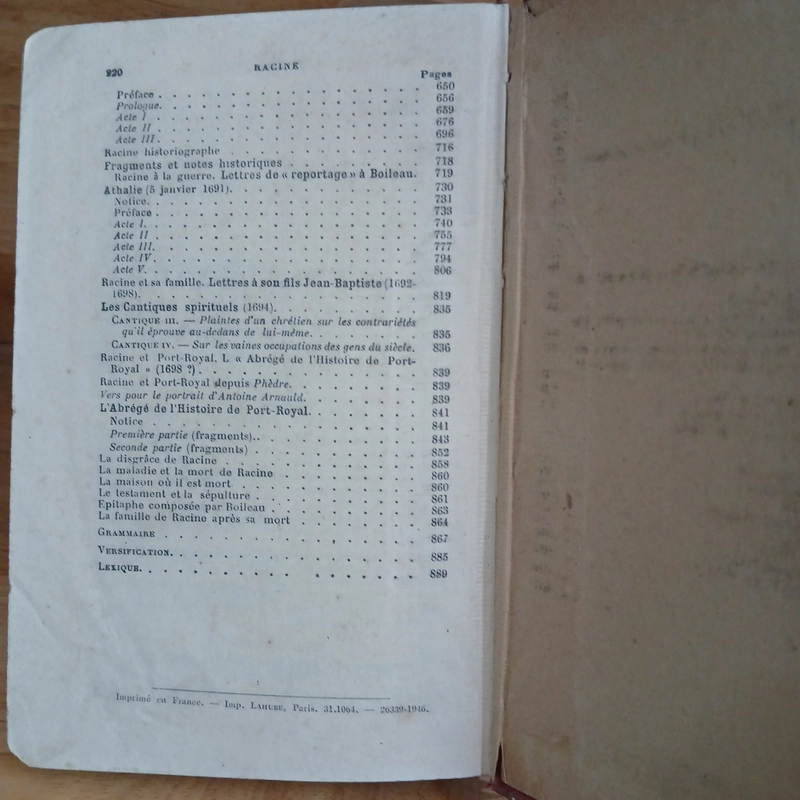 920 RACINE
Pages
Préface . . . . . . . . . . . . . . . . 650
Prologue. . . . . . . . . . . . . . . . 656
Acte I . . . . . . . . . . . . . . . . 659
Acte II . . . . . . . . . . . . . . . . 676
Acte III. . . . . . . . . . . . . . . . 696
Racine historiographe . . . . . . . . . . . . 716
Fragments et notes historiques . . . . . . . . . 718
Racine à la guerre. Lettres de « reportage » à Boileau. 719
Athalie (5 janvier 1691). . . . . . . . . . . . 730
Notice. . . . . . . . . . . . . . . . 731
Préface . . . . . . . . . . . . . . . . 733
Acte I. . . . . . . . . . . . . . . . 740
Acte II . . . . . . . . . . . . . . . . 755
Acte III. . . . . . . . . . . . . . . . 777
Acte IV. . . . . . . . . . . . . . . . 794
Acte V. . . . . . . . . . . . . . . . 806
Racine et sa famille. Lettres à son fils Jean-Baptiste (1692-
1698). . . . . . . . . . . . . . . . 819
Les Cantiques spirituels (1694). . . . . . . . . . 835
CANTIQUE III. — Plaintes d'un chrétien sur les contrariétés
qu'il éprouve au-dedans de lui-même. . . . . . . 835
CANTIQUE IV. — Sur les vaines occupations des gens du siècle. 836
Racine et Port-Royal. L « Abrégé de l'Histoire de Port-
Royal » (1698 ?) . . . . . . . . . . . . . 839
Racine et Port-Royal depuis Phèdre. . . . . . . . 839
Vers pour le portrait d'Antoine Arnauld. . . . . . . 839
L'Abrégé de l'Histoire de Port-Royal. . . . . . . . 841
Notice . . . . . . . . . . . . . . . . 841
Première partie (fragments). . . . . . . . . . . 843
Seconde partie (fragments) . . . . . . . . . . . 852
La disgrâce de Racine . . . . . . . . . . . . 858
La maladie et la mort de Racine . . . . . . . . . 860
La maison où il est mort . . . . . . . . . . . 860
Le testament et la sépulture . . . . . . . . . . 861
Epitaphe composée par Boileau . . . . . . . . . . 863
La famille de Racine après sa mort . . . . . . . . 864
GRAMMAIRE . . . . . . . . . . . . . . . 867
VERSIFICATION. . . . . . . . . . . . . . . 885
LEXIQUE. . . . . . . . . . . . . . . . 889
Imprimé en France. — Imp. LAHURE, Paris. 31.1064. — 26339-1946.